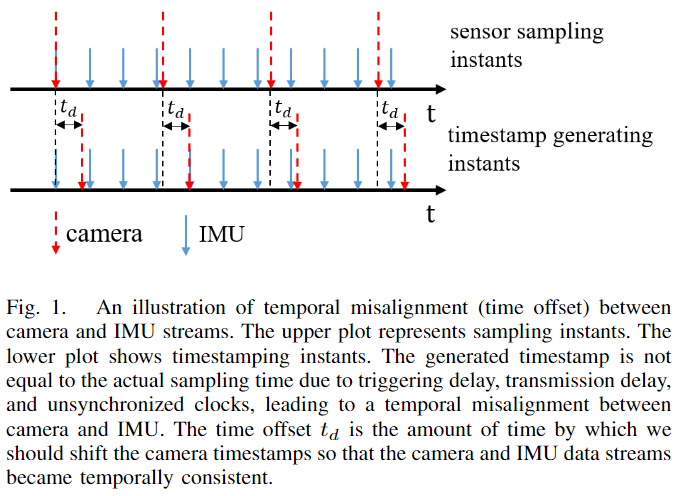 sensor sampling
instants
t_d t_d t_d t_d t
timestamp generating
instants
t
camera IMU
Fig. 1. An illustration of temporal misalignment (time offset) between
camera and IMU streams. The upper plot represents sampling instants. The
lower plot shows timestamping instants. The generated timestamp is not
equal to the actual sampling time due to triggering delay, transmission delay,
and unsynchronized clocks, leading to a temporal misalignment between
camera and IMU. The time offset t_d is the amount of time by which we
should shift the camera timestamps so that the camera and IMU data streams
became temporally consistent.